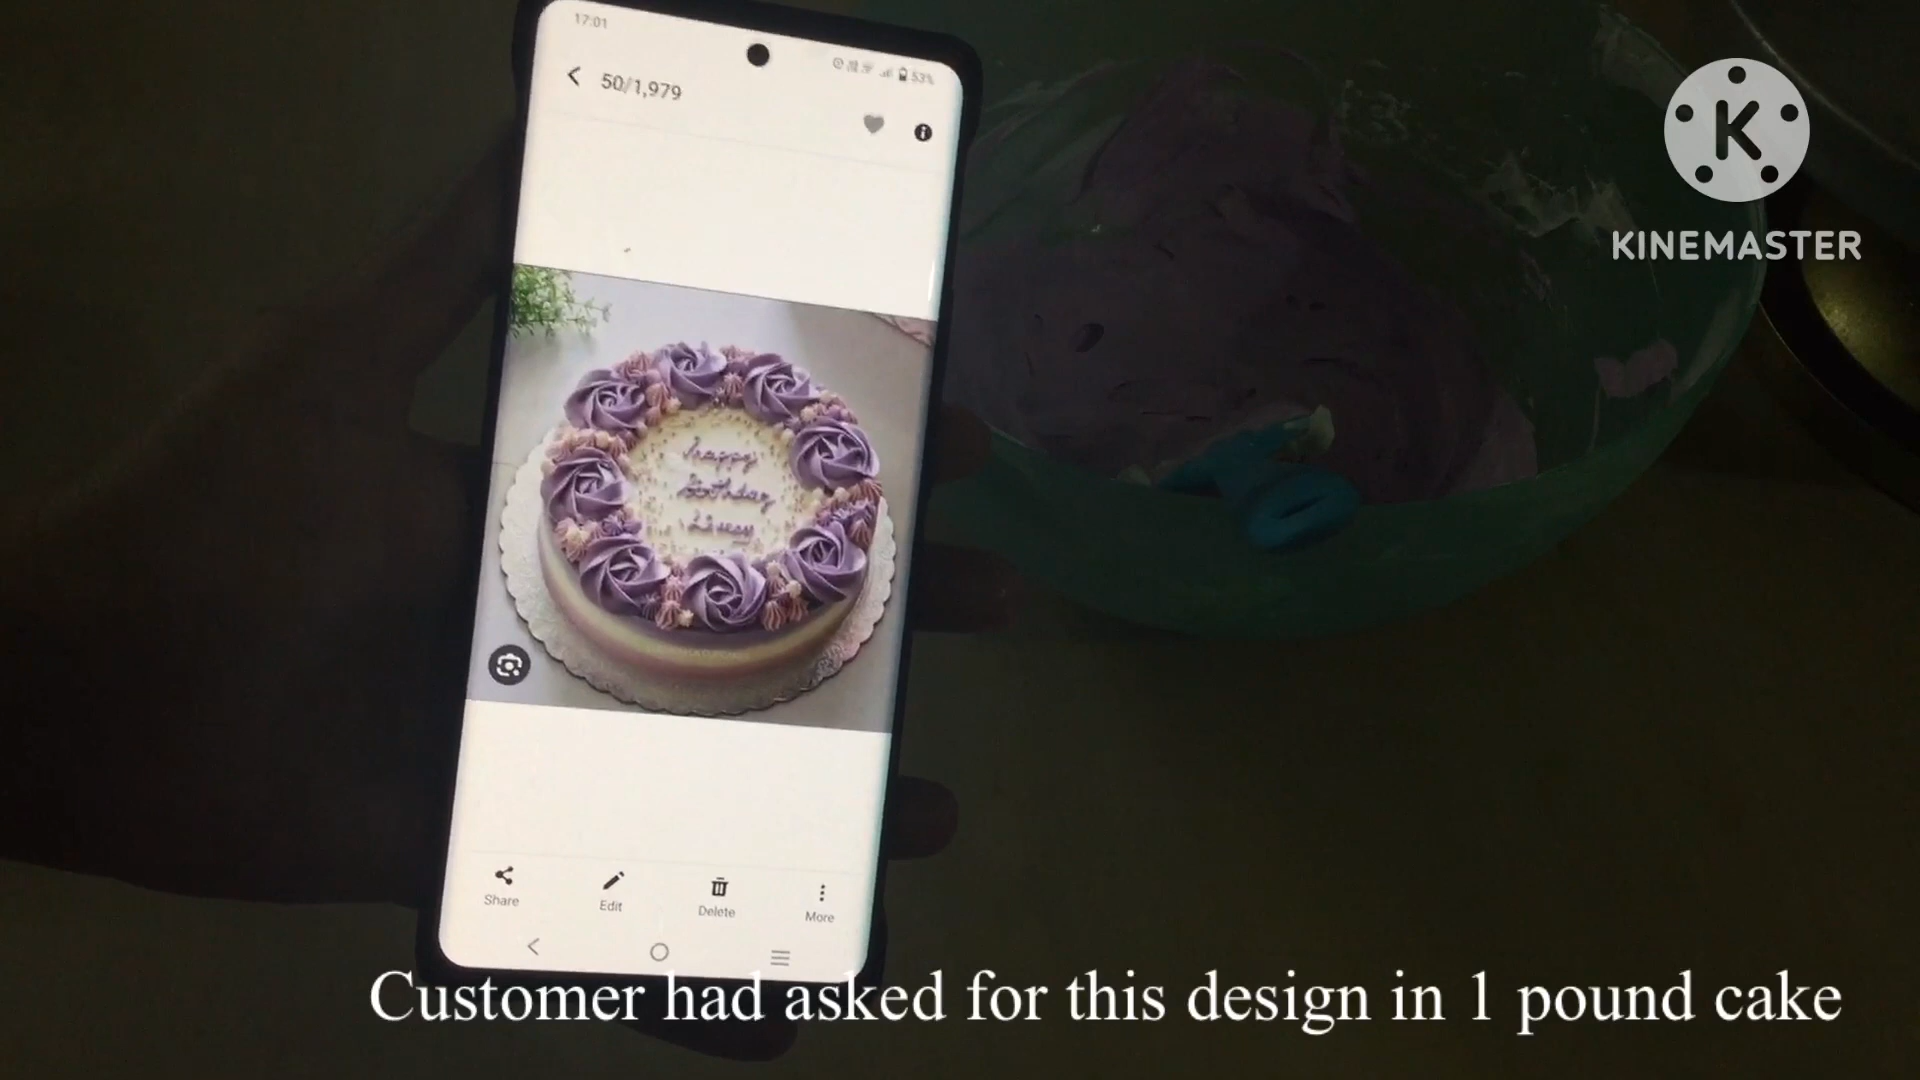 17:01
53%
50/1,979
K
KINEMASTER
happy
birthday
Share
Edit
Delete
More
Customer had asked for this design in 1 pound cake